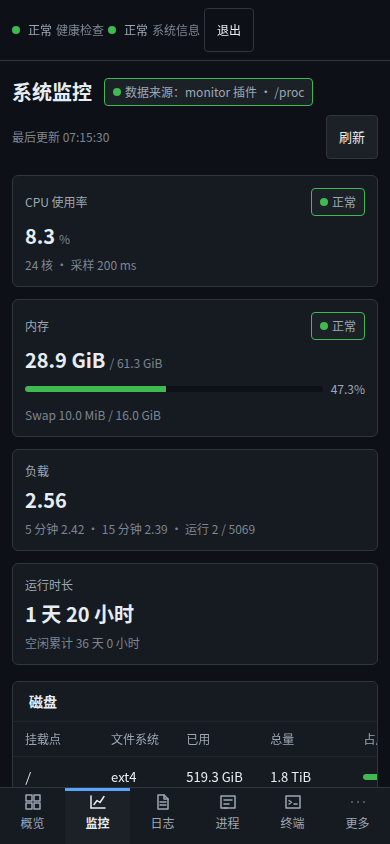 正常 健康检查 正常 系统信息 退出
系统监控 数据来源：monitor 插件 · /proc
最后更新 07:15:30 刷新
CPU 使用率 正常
8.3 %
24 核 · 采样 200 ms
内存 正常
28.9 GiB / 61.3 GiB
47.3%
Swap 10.0 MiB / 16.0 GiB
负载
2.56
5 分钟 2.42 · 15 分钟 2.39 · 运行 2 / 5069
运行时长
1 天 20 小时
空闲累计 36 天 0 小时
磁盘
挂载点 文件系统 已用 总量
/ ext4 519.3 GiB 1.8 TiB
概览 监控 日志 进程 终端 更多